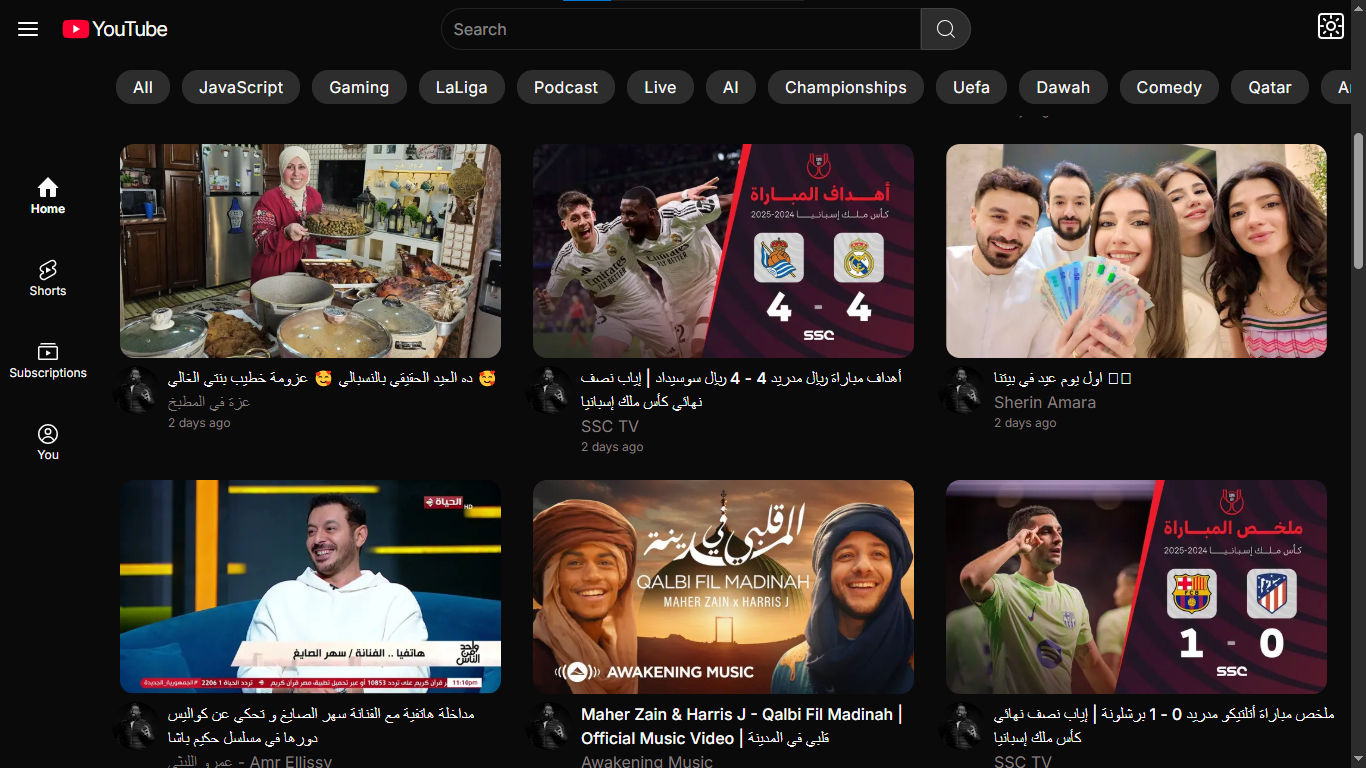 YouTube
Search
All
JavaScript
Gaming
LaLiga
Podcast
Live
AI
Championships
Uefa
Dawah
Comedy
Qatar
Home
Shorts
Subscriptions
You
ده العيد الحقيقي بالنسبالي 🥰 عزومة خطيب بنتي الغالي 🥰
عزة في المطبخ
2 days ago
أهداف المباراة
كأس ملك إسبانيا 2024-2025
4 - 4
SSC
أهداف مباراة ريال مدريد 4 - 4 ريال سوسيداد | إياب نصف
نهائي كأس ملك إسبانيا
SSC TV
2 days ago
اول يوم عيد في بيتنا
Sherin Amara
2 days ago
الحياة HD
واحد من الناس
هاتفيا .. الفنانة / سهر الصايغ
11:10pm
مداخلة هاتفية مع الفنانة سهر الصايغ و تحكي عن كواليس
دورها في مسلسل حكيم باشا
عمرو الليثي - Amr Ellissy
قلبي في المدينة
QALBI FIL MADINAH
MAHER ZAIN x HARRIS J
AWAKENING MUSIC
Maher Zain & Harris J - Qalbi Fil Madinah |
Official Music Video | قلبي في المدينة
Awakening Music
ملخص المباراة
كأس ملك إسبانيا 2024-2025
1 - 0
SSC
ملخص مباراة أتلتيكو مدريد 0 - 1 برشلونة | إياب نصف نهائي
كأس ملك إسبانيا
SSC TV